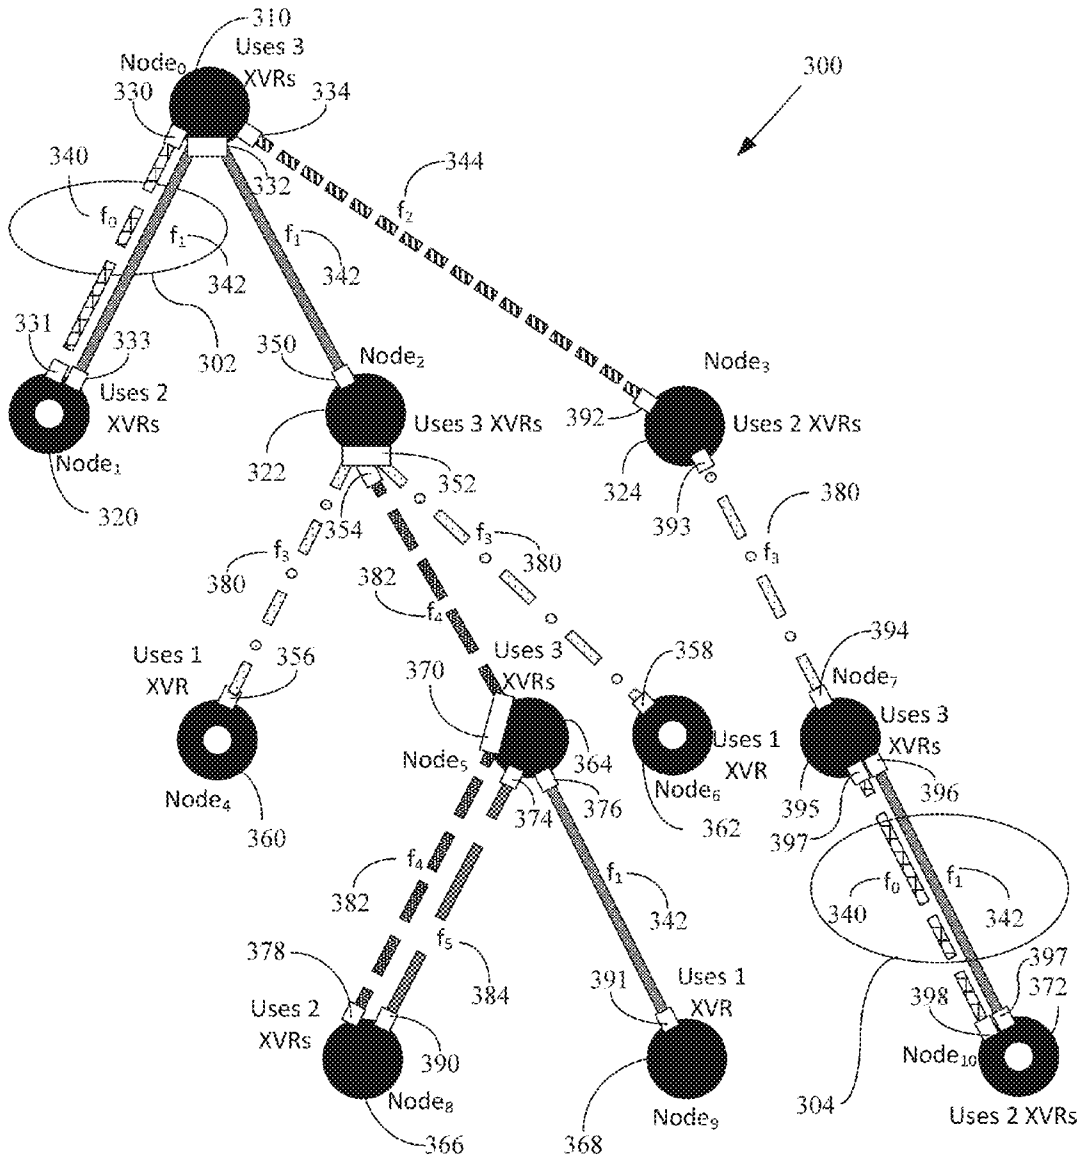 310
Uses 3
XVRs
Node0
330
334
300
340
332
344
f0
f1
342
f1
342
f2
331
333
302
350
Node2
Node3
Uses 2
XVRs
392
322
Uses 3 XVRs
Uses 2 XVRs
Node1
320
352
354
324
393
380
f3
380
382
f4
f3
380
f3
Uses 1
XVR
356
370
Uses 3
XVRs
358
394
Node7
Uses 3
XVRs
Node5
364
Uses 1
XVR
Node4
360
374
376
Node6
362
395
397
396
f4
382
f1
342
f0
340
f1
342
f5
384
378
Uses 2
XVRs
390
391
Uses 1
XVR
398
397
372
Node10
Node8
366
368
Node9
304
Uses 2 XVRs